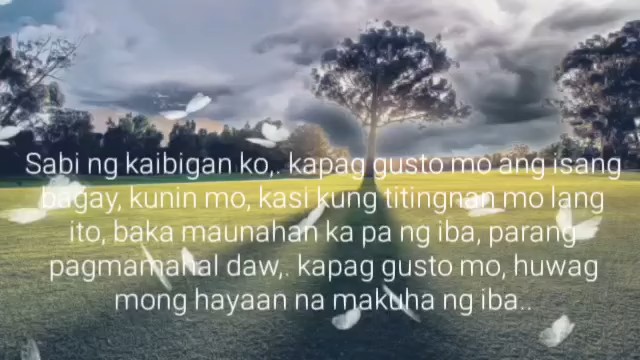 Sabi ng kaibigan ko,. kapag gusto mo ang isang
bagay, kunin mo, kasi kung titingnan mo lang
ito, baka maunahan ka pa ng iba, parang
pagmamahal daw,. kapag gusto mo, huwag
mong hayaan na makuha ng iba..